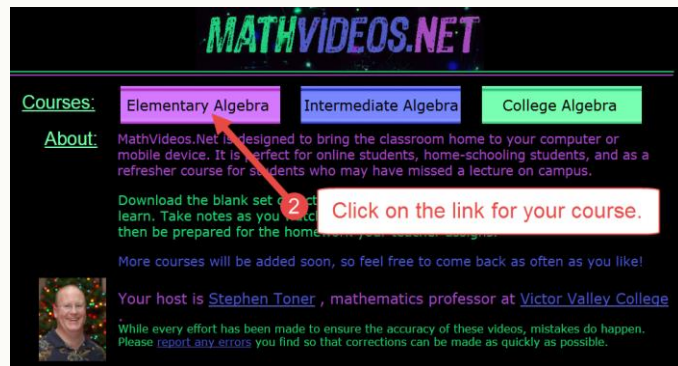 MATHVIDEOS.NET
Courses:
Elementary Algebra
Intermediate Algebra
College Algebra
About:
MathVideos.Net is designed to bring the classroom home to your computer or
mobile device. It is perfect for online students, home-schooling students, and as a
refresher course for students who may have missed a lecture on campus.
Download the blank set of
learn. Take notes as you
then be prepared for the homework your teacher assigns.
2
Click on the link for your course.
More courses will be added soon, so feel free to come back as often as you like!
Your host is Stephen Toner , mathematics professor at Victor Valley College
.
While every effort has been made to ensure the accuracy of these videos, mistakes do happen.
Please report any errors you find so that corrections can be made as quickly as possible.